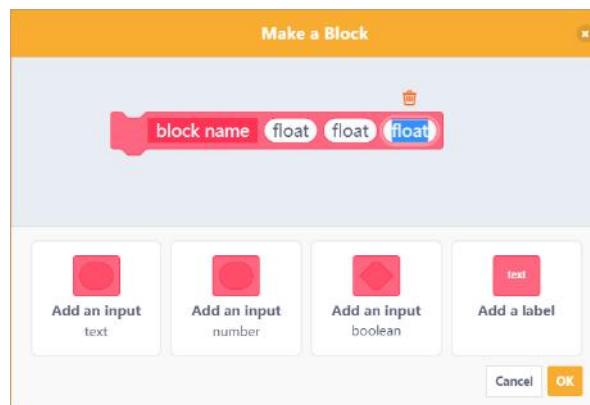 Make a Block
block name float float float
text
Add an input Add an input Add an input Add a label
text number boolean
Cancel OK